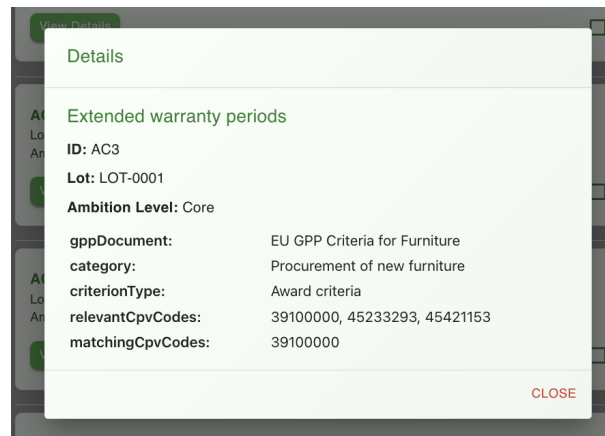 View Details
Details
Extended warranty periods
ID: AC3
Lot: LOT-0001
Ambition Level: Core
gppDocument: EU GPP Criteria for Furniture
category: Procurement of new furniture
criterionType: Award criteria
relevantCpvCodes: 39100000, 45233293, 45421153
matchingCpvCodes: 39100000
CLOSE